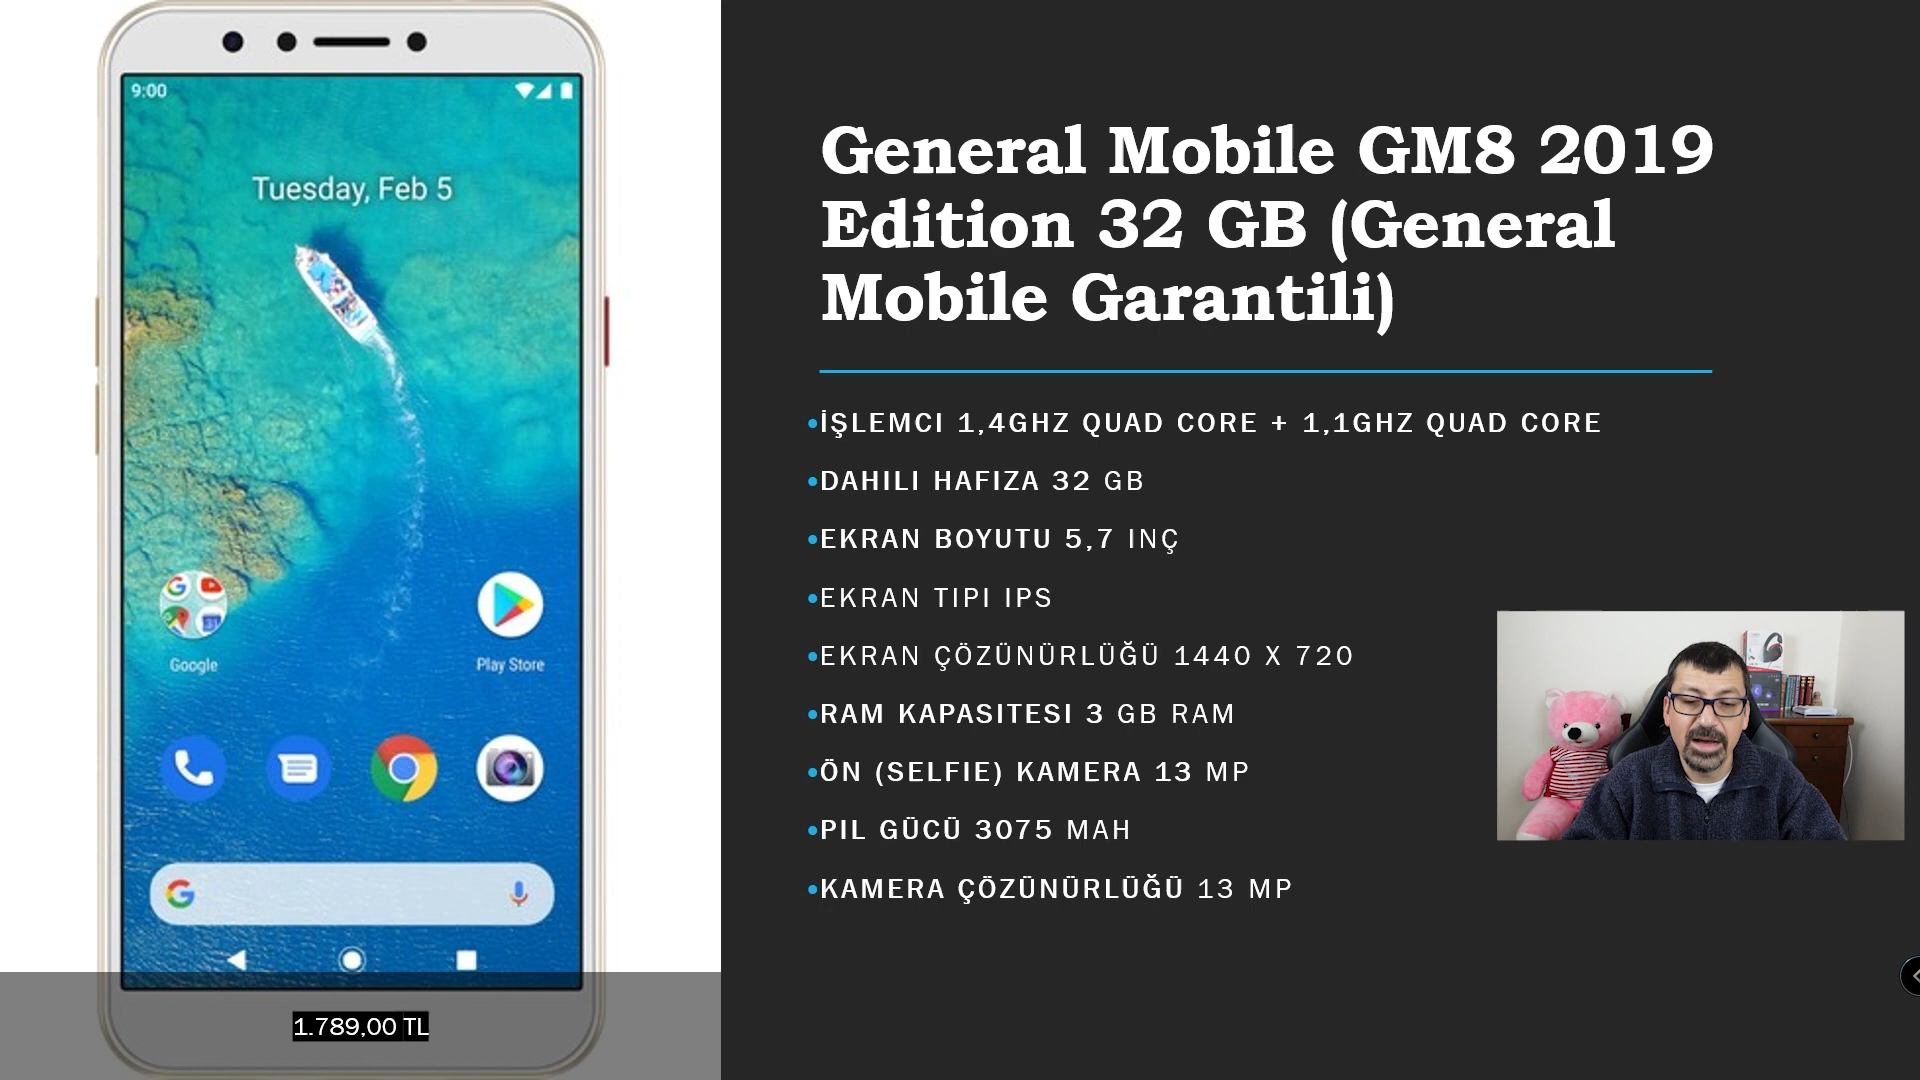 9:00
Tuesday, Feb 5
Google
Play Store
1.789,00 TL
General Mobile GM8 2019
Edition 32 GB (General
Mobile Garantili)
•İŞLEMCI 1,4GHZ QUAD CORE + 1,1GHZ QUAD CORE
•DAHILI HAFIZA 32 GB
•EKRAN BOYUTU 5,7 INÇ
•EKRAN TIPI IPS
•EKRAN ÇÖZÜNÜRLÜĞÜ 1440 X 720
•RAM KAPASITESI 3 GB RAM
•ÖN (SELFIE) KAMERA 13 MP
•PIL GÜCÜ 3075 MAH
•KAMERA ÇÖZÜNÜRLÜĞÜ 13 MP